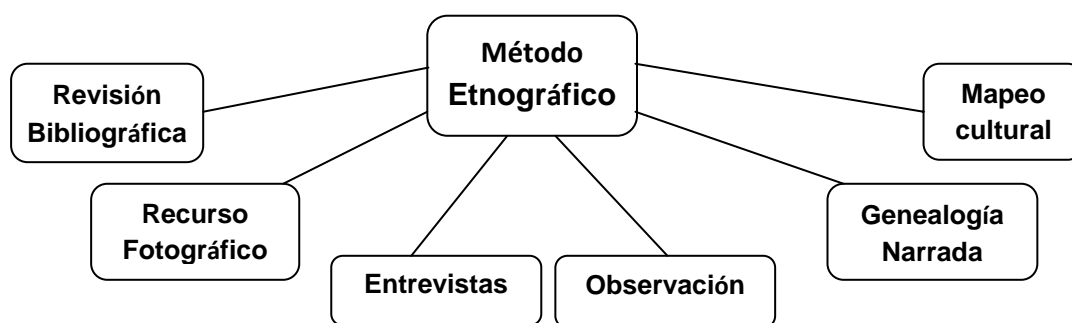 Método
Etnográfico
Revisión
Bibliográfica
Mapeo
cultural
Recurso
Fotográfico
Genealogía
Narrada
Entrevistas
Observación